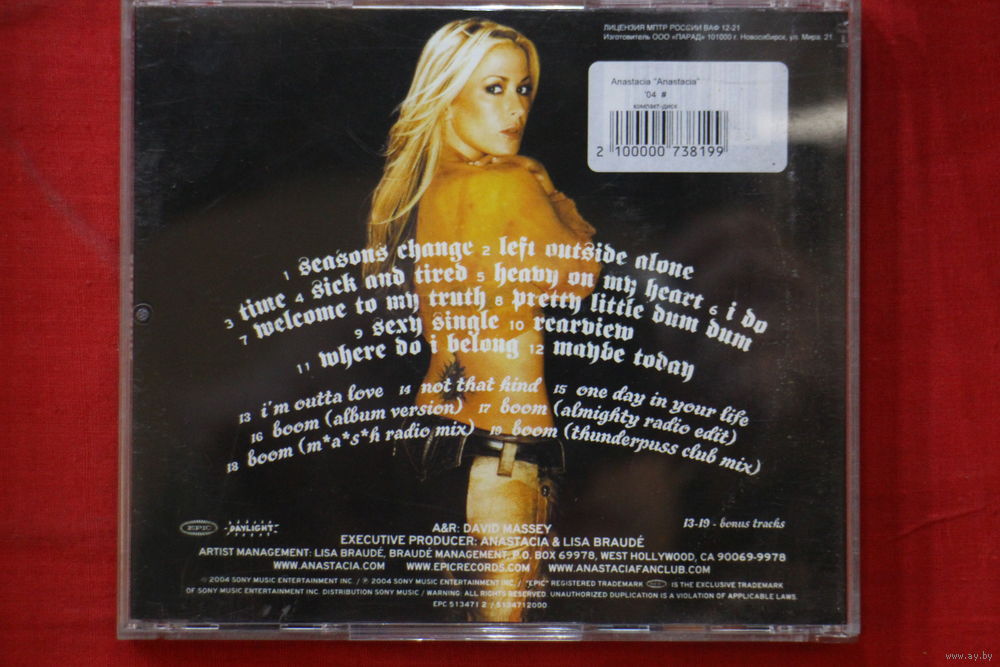 ЛИЦЕНЗИЯ МПТР РОССИИ ВАФ 12-21
Изготовитель ООО «ПАРАД» 101000 г. Новосибирск, ул. Мира, 21.
Anastacia "Anastacia"
'04 #
компакт-диск
2 100000 738199
1 seasons change 2 left outside alone
3 time 4 sick and tired 5 heavy on my heart 6 i do
7 welcome to my truth 8 pretty little dum dum
9 sexy single 10 rearview
11 where do i belong 12 maybe today
13 i'm outta love 14 not that kind 15 one day in your life
16 boom (album version) 17 boom (almighty radio edit)
18 boom (m*a*s*h radio mix) 19 boom (thunderpuss club mix)
EPIC DAYLIGHT
13-19 - bonus tracks
A&R: DAVID MASSEY
EXECUTIVE PRODUCER: ANASTACIA & LISA BRAUDÉ
ARTIST MANAGEMENT: LISA BRAUDÉ, BRAUDÉ MANAGEMENT, P.O. BOX 69978, WEST HOLLYWOOD, CA 90069-9978
WWW.ANASTACIA.COM WWW.EPICRECORDS.COM WWW.ANASTACIAFANCLUB.COM
© 2004 SONY MUSIC ENTERTAINMENT INC. / ℗ 2004 SONY MUSIC ENTERTAINMENT INC. / "EPIC" REGISTERED TRADEMARK EPIC IS THE EXCLUSIVE TRADEMARK
OF SONY MUSIC ENTERTAINMENT INC. DISTRIBUTION SONY MUSIC / WARNING: ALL RIGHTS RESERVED. UNAUTHORIZED DUPLICATION IS A VIOLATION OF APPLICABLE LAWS.
EPC 513471 2 / 5134712000
www.ay.by